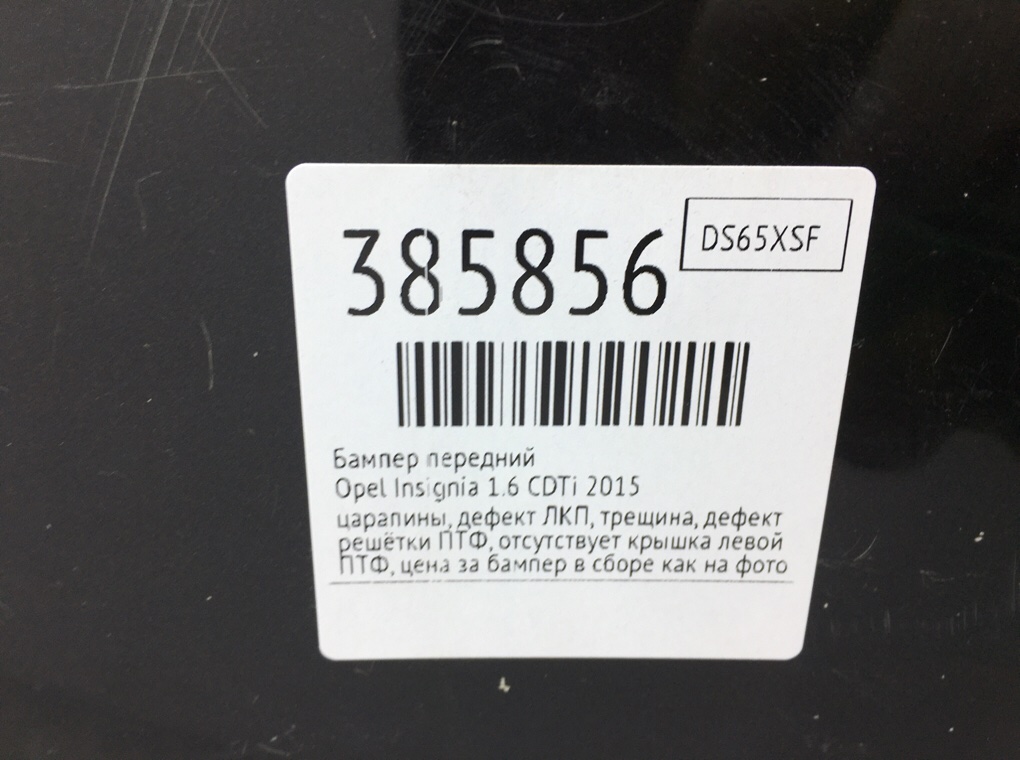 385856
DS65XSF
Бампер передний
Opel Insignia 1.6 CDTi 2015
царапины, дефект ЛКП, трещина, дефект
решётки ПТФ, отсутствует крышка левой
ПТФ, цена за бампер в сборе как на фото